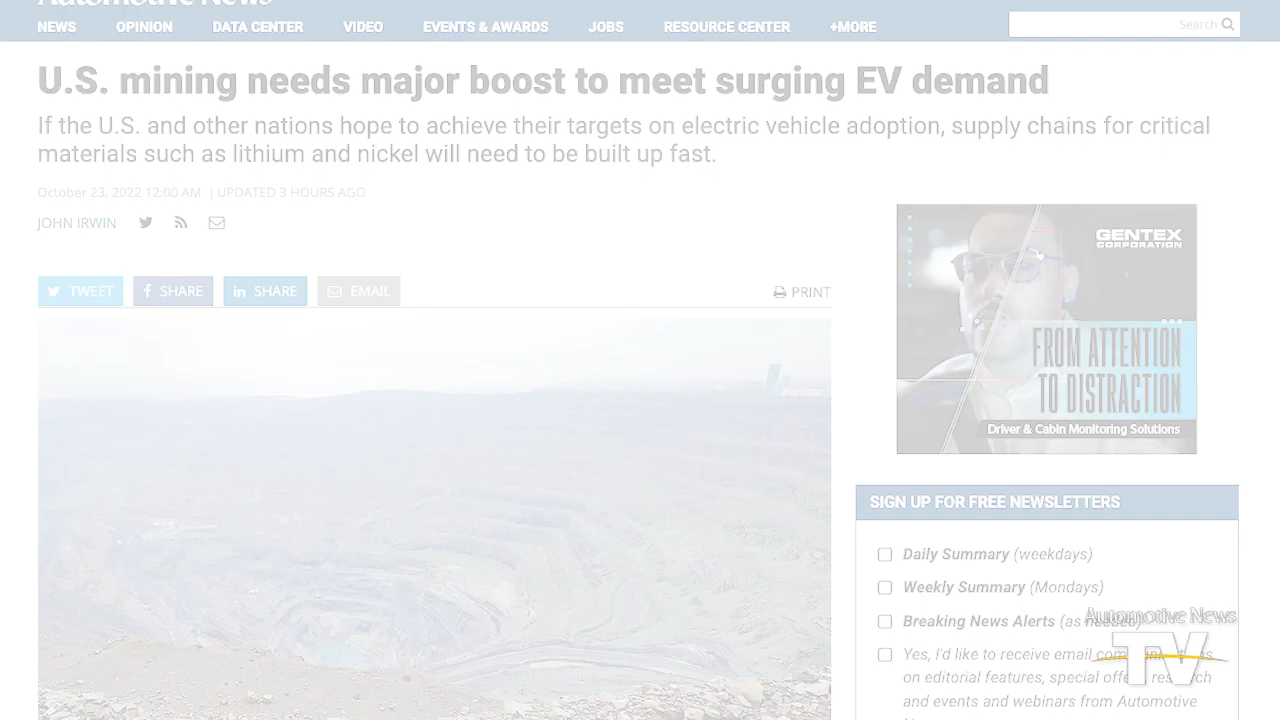 Automotive News
NEWS OPINION DATA CENTER VIDEO EVENTS & AWARDS JOBS RESOURCE CENTER +MORE Search
U.S. mining needs major boost to meet surging EV demand
If the U.S. and other nations hope to achieve their targets on electric vehicle adoption, supply chains for critical
materials such as lithium and nickel will need to be built up fast.
October 23, 2022 12:00 AM | UPDATED 3 HOURS AGO
JOHN IRWIN
TWEET SHARE SHARE EMAIL PRINT
GENTEX
CORPORATION
FROM ATTENTION
TO DISTRACTION
Driver & Cabin Monitoring Solutions
SIGN UP FOR FREE NEWSLETTERS
Daily Summary (weekdays)
Weekly Summary (Mondays)
Breaking News Alerts (as needed)
Yes, I'd like to receive email
on editorial features, special
and events and webinars from Automotive
Automotive News
TV